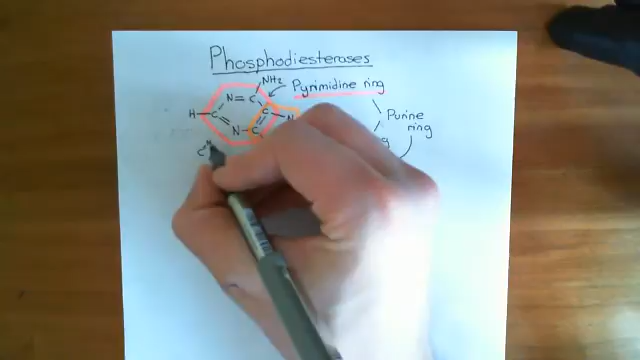 Phosphodiesterases
NH₂
Pyrimidine ring
N=C
H-C
C
N
N-C
Purine
ring